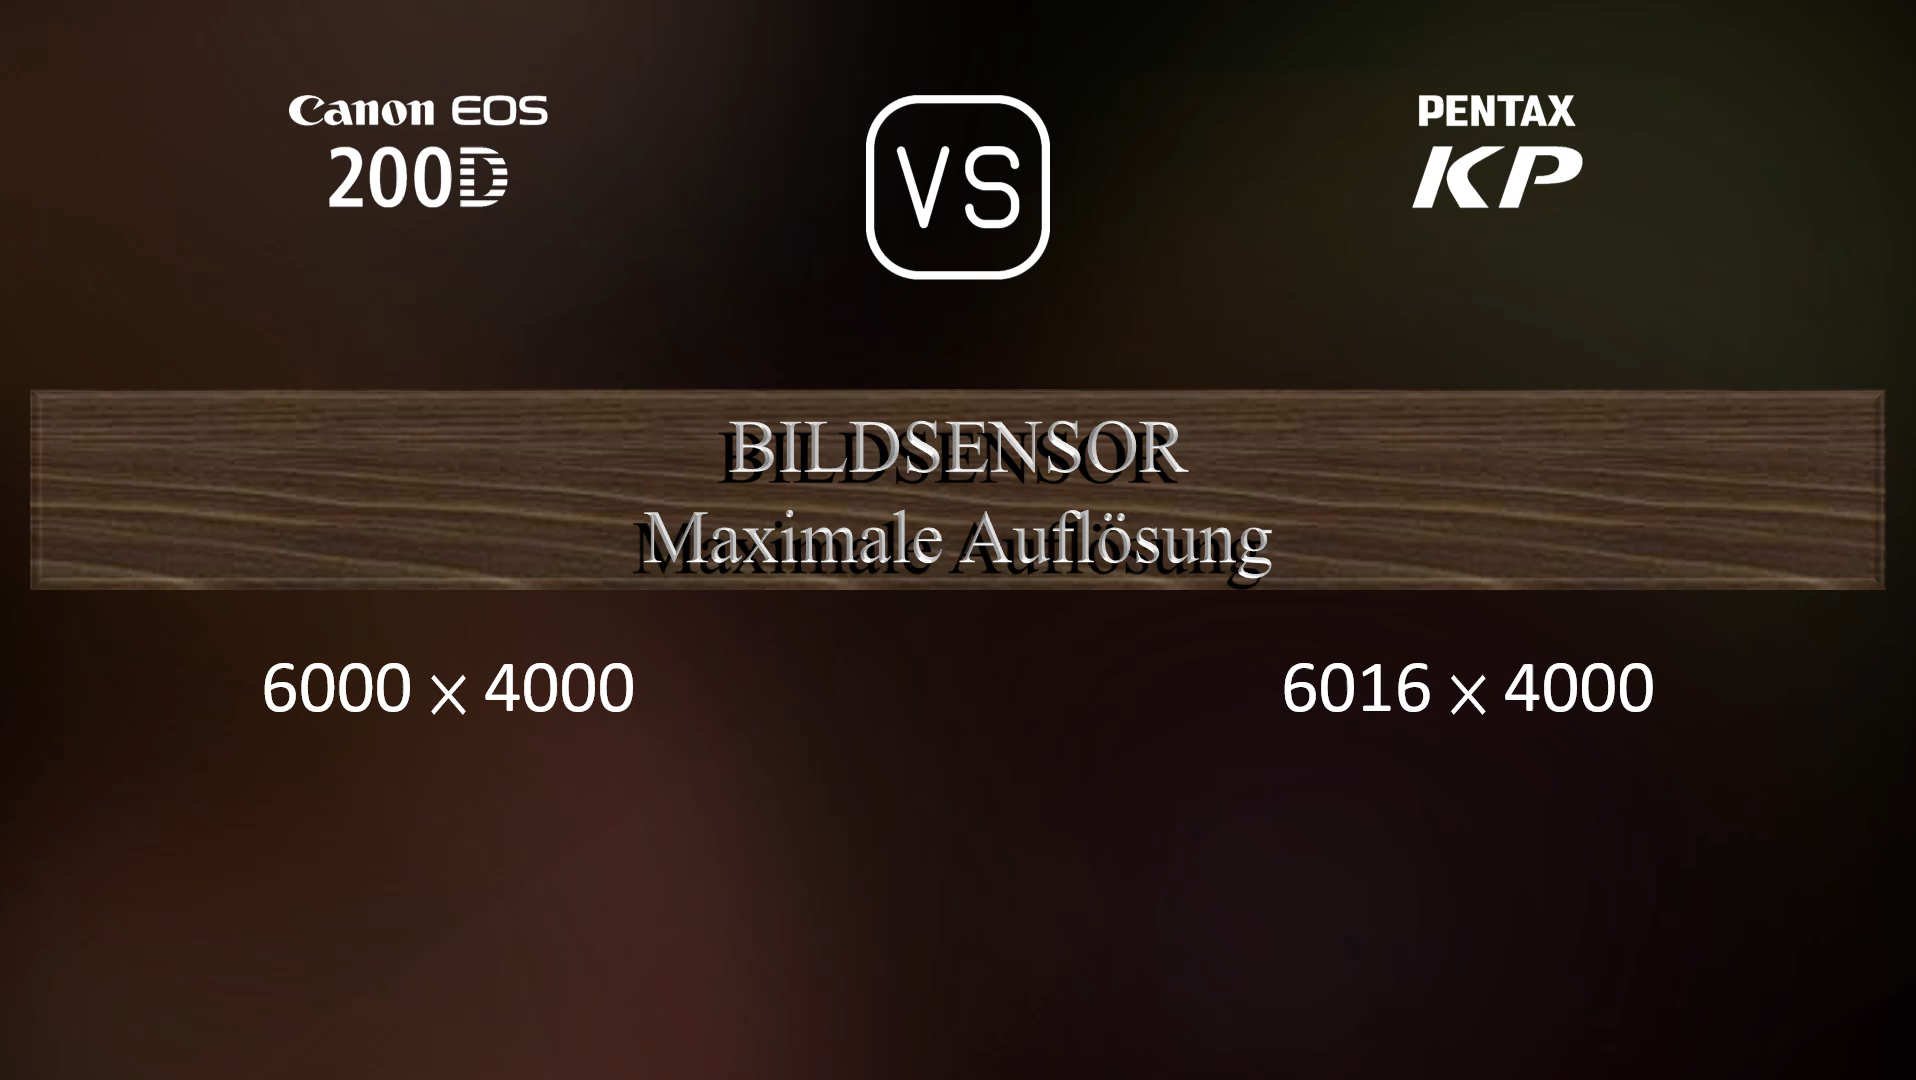 Canon EOS
200D
VS
PENTAX
KP
BILDSENSOR
Maximale Auflösung
6000 x 4000
6016 x 4000